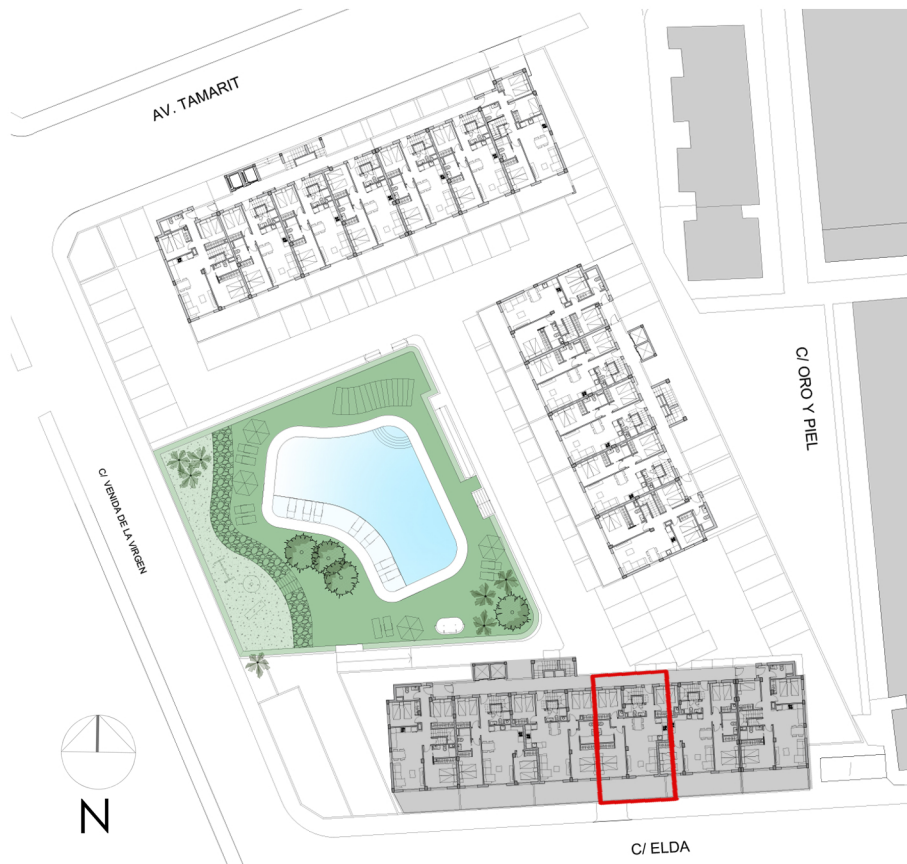 AV. TAMARIT
C/ ORO Y PIEL
C/ VENIDA DE LA VIRGEN
N
C/ ELDA